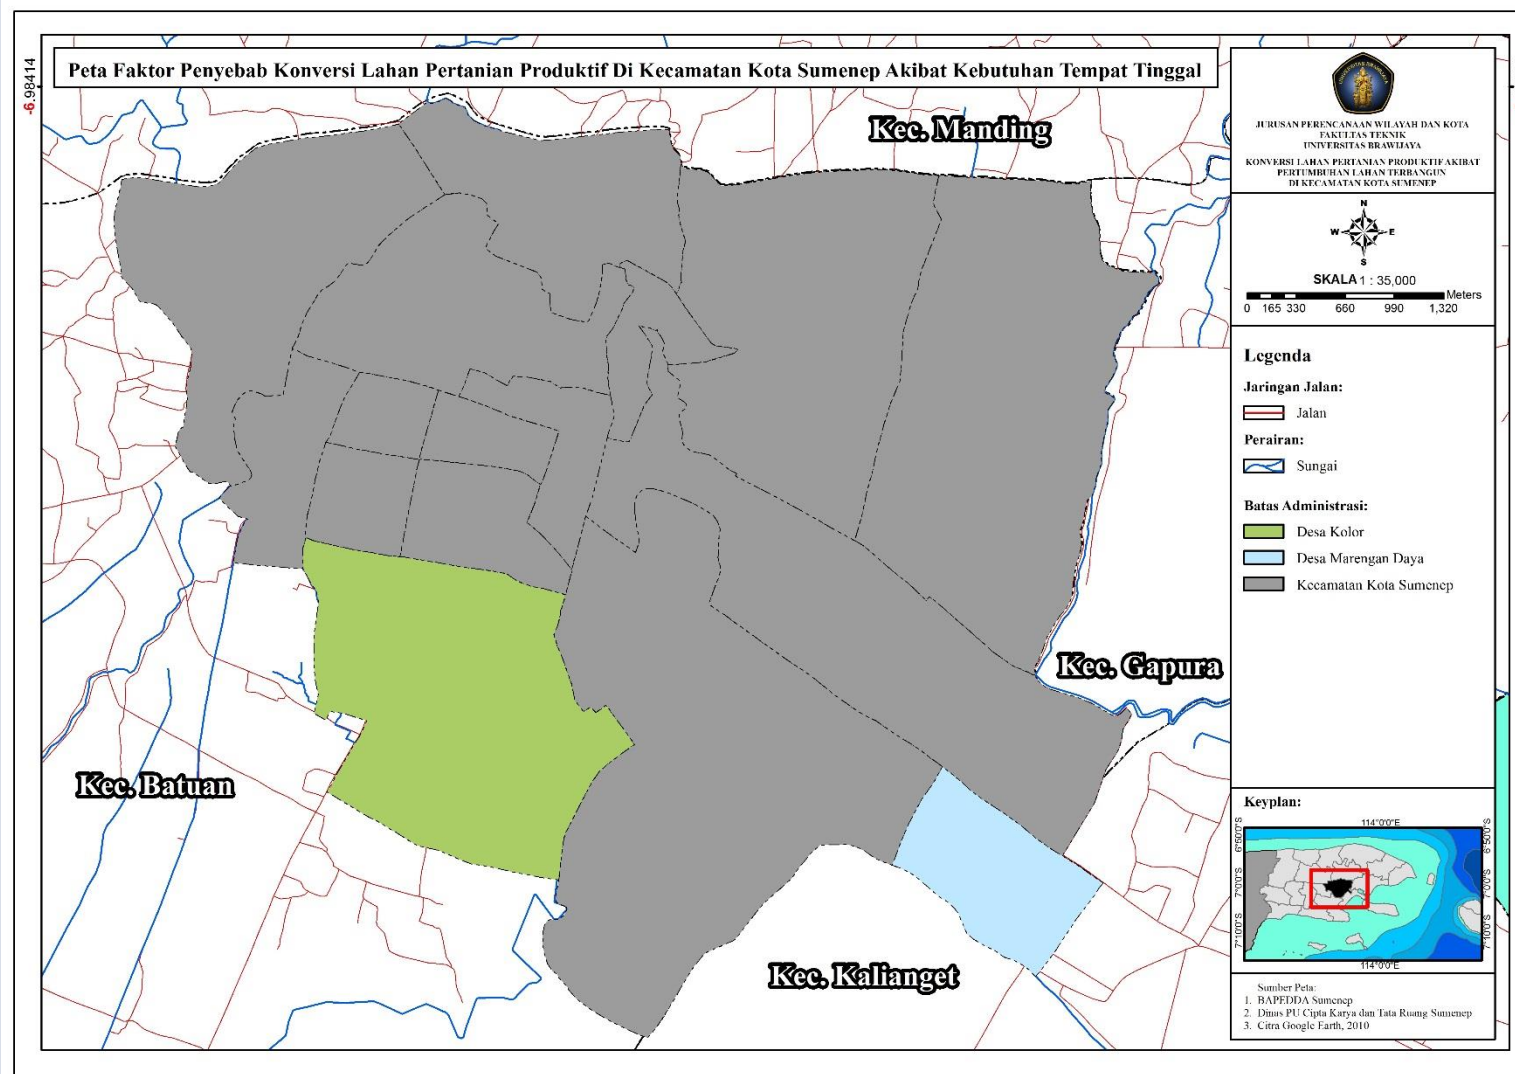 -6.98414
Peta Faktor Penyebab Konversi Lahan Pertanian Produktif Di Kecamatan Kota Sumenep Akibat Kebutuhan Tempat Tinggal
Kec. Manding
Kec. Gapura
Kec. Batuan
Kec. Kalianget
UNIVERSITAS BRAWIJAYA
JURUSAN PERENCANAAN WILAYAH DAN KOTA
FAKULTAS TEKNIK
UNIVERSITAS BRAWIJAYA
KONVERSI LAHAN PERTANIAN PRODUKTIF AKIBAT
PERTUMBUHAN LAHAN TERBANGUN
DI KECAMATAN KOTA SUMENEP
N
W E
S
SKALA 1 : 35,000
Meters
0 165 330 660 990 1,320
Legenda
Jaringan Jalan:
Jalan
Perairan:
Sungai
Batas Administrasi:
Desa Kolor
Desa Marengan Daya
Kecamatan Kota Sumenep
Keyplan:
114°0'0"E
6°50'0"S 6°50'0"S
7°0'0"S 7°0'0"S
7°10'0"S 7°10'0"S
114°0'0"E
Sumber Peta:
1. BAPEDDA Sumenep
2. Dinas PU Cipta Karya dan Tata Ruang Sumenep
3. Citra Google Earth, 2010